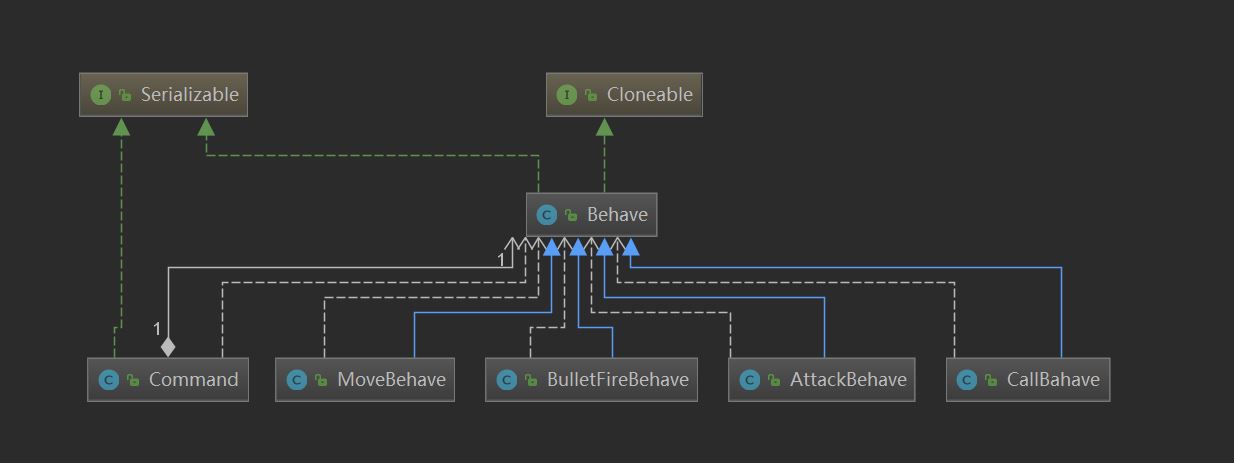 I Serializable
I Cloneable
C Behave
1
1
C Command
C MoveBehave
C BulletFireBehave
C AttackBehave
C CallBahave